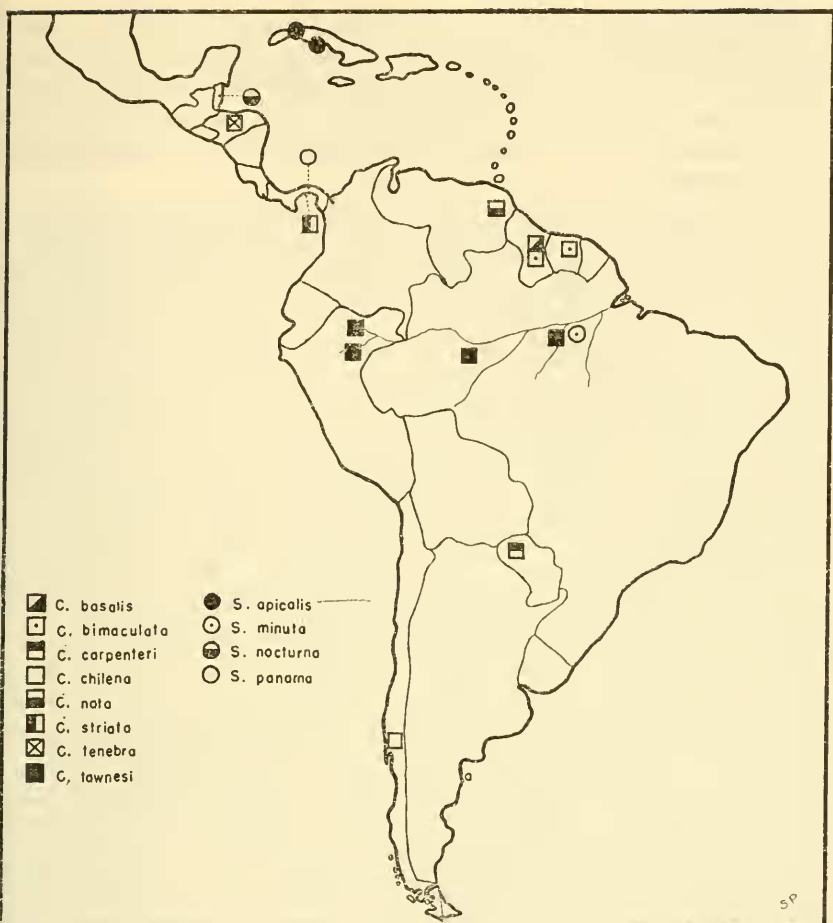 C. basalis
C. bimaculata
C. carpenteri
C. chilena
C. nota
C. striata
C. tenebra
C, townesi
S. apicalis
S. minuta
S. nocturna
S. panama
SP